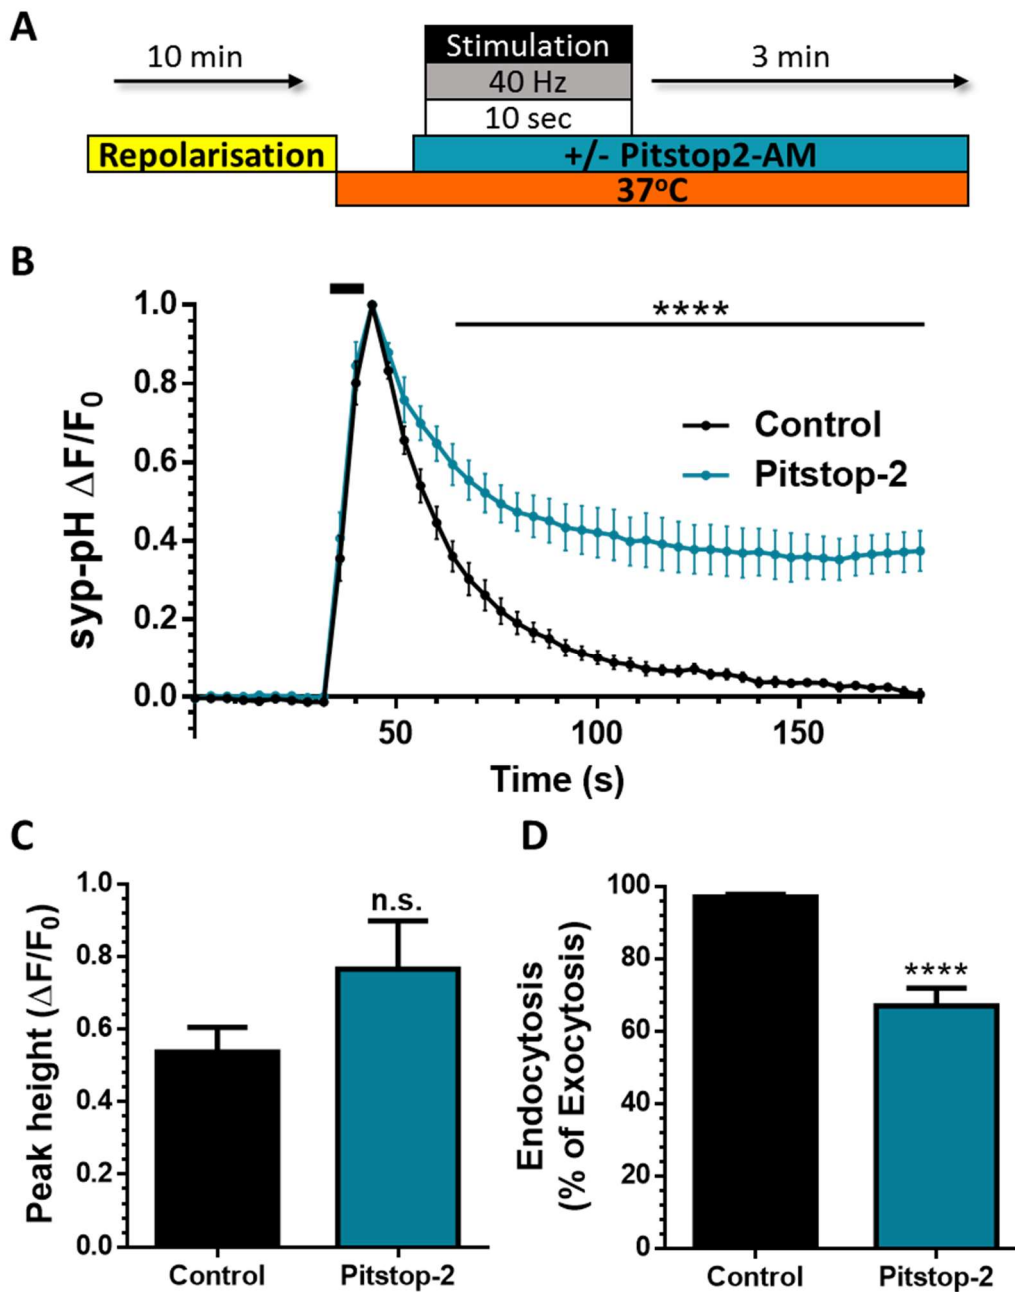 A
10 min
Stimulation
3 min
40 Hz
10 sec
Repolarisation
+/- Pitstop2-AM
37°C
B
syp-pH ΔF/F₀
1.0
0.8
0.6
0.4
0.2
0.0
****
Control
Pitstop-2
50
100
150
Time (s)
C
Peak height (ΔF/F₀)
1.0
0.8
0.6
0.4
0.2
0.0
n.s.
Control
Pitstop-2
D
Endocytosis
(% of Exocytosis)
100
80
60
40
20
0
****
Control
Pitstop-2